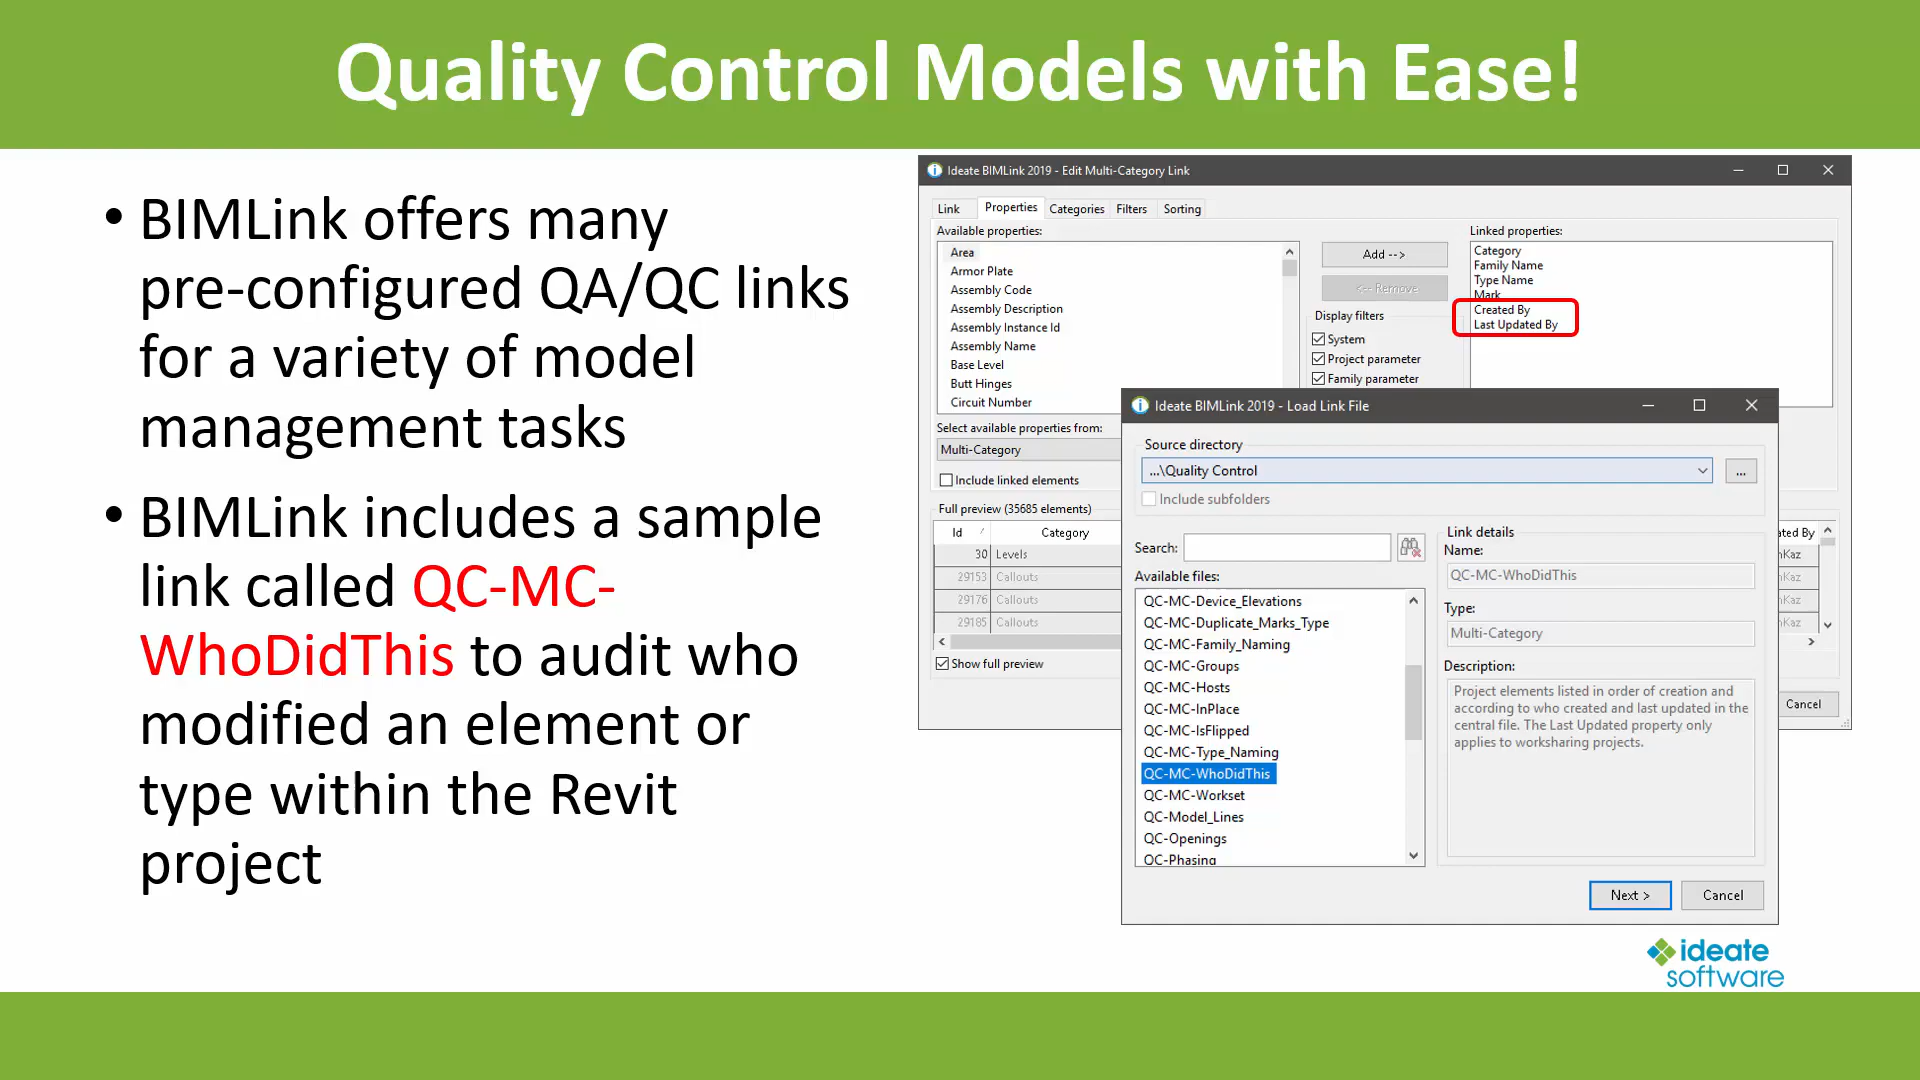 Quality Control Models with Ease!
• BIMLink offers many
pre-configured QA/QC links
for a variety of model
management tasks
• BIMLink includes a sample
link called QC-MC-
WhoDidThis to audit who
modified an element or
type within the Revit
project
Ideate BIMLink 2019 - Edit Multi-Category Link
Link Properties Categories Filters Sorting
Available properties:
Area
Armor Plate
Assembly Code
Assembly Description
Assembly Instance Id
Assembly Name
Base Level
Butt Hinges
Circuit Number
Select available properties from:
Multi-Category
Include linked elements
Full preview (35685 elements)
Id Category
30 Levels
29153 Callouts
29176 Callouts
29185 Callouts
Show full preview
Add -->
<-- Remove
Display filters
System
Project parameter
Family parameter
Linked properties:
Category
Family Name
Type Name
Mark
Created By
Last Updated By
ted By
nKaz
nKaz
nKaz
nKaz
Cancel
Ideate BIMLink 2019 - Load Link File
Source directory
...\Quality Control
...
Include subfolders
Search:
Available files:
QC-MC-Device_Elevations
QC-MC-Duplicate_Marks_Type
QC-MC-Family_Naming
QC-MC-Groups
QC-MC-Hosts
QC-MC-InPlace
QC-MC-IsFlipped
QC-MC-Type_Naming
QC-MC-WhoDidThis
QC-MC-Workset
QC-Model_Lines
QC-Openings
QC-Phasing
Link details
Name:
QC-MC-WhoDidThis
Type:
Multi-Category
Description:
Project elements listed in order of creation and
according to who created and last updated in the
central file. The Last Updated property only
applies to worksharing projects.
Next >
Cancel
ideate
software